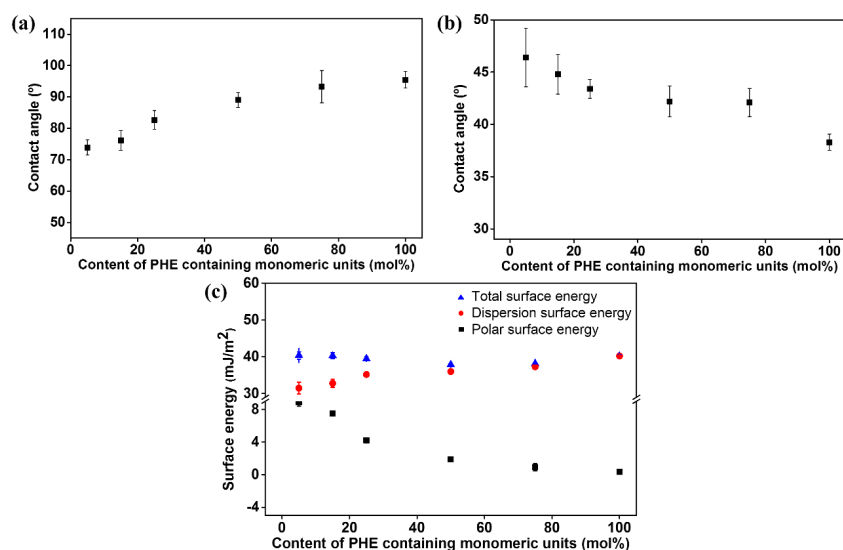 (a)
Contact angle (º)
110
100
90
80
70
60
50
0 20 40 60 80 100
Content of PHE containing monomeric units (mol%)
(b)
Contact angle (º)
50
45
40
35
30
0 20 40 60 80 100
Content of PHE containing monomeric units (mol%)
(c)
Surface energy (mJ/m²)
60
50
40
30
8
4
0
-4
Total surface energy
Dispersion surface energy
Polar surface energy
0 20 40 60 80 100
Content of PHE containing monomeric units (mol%)